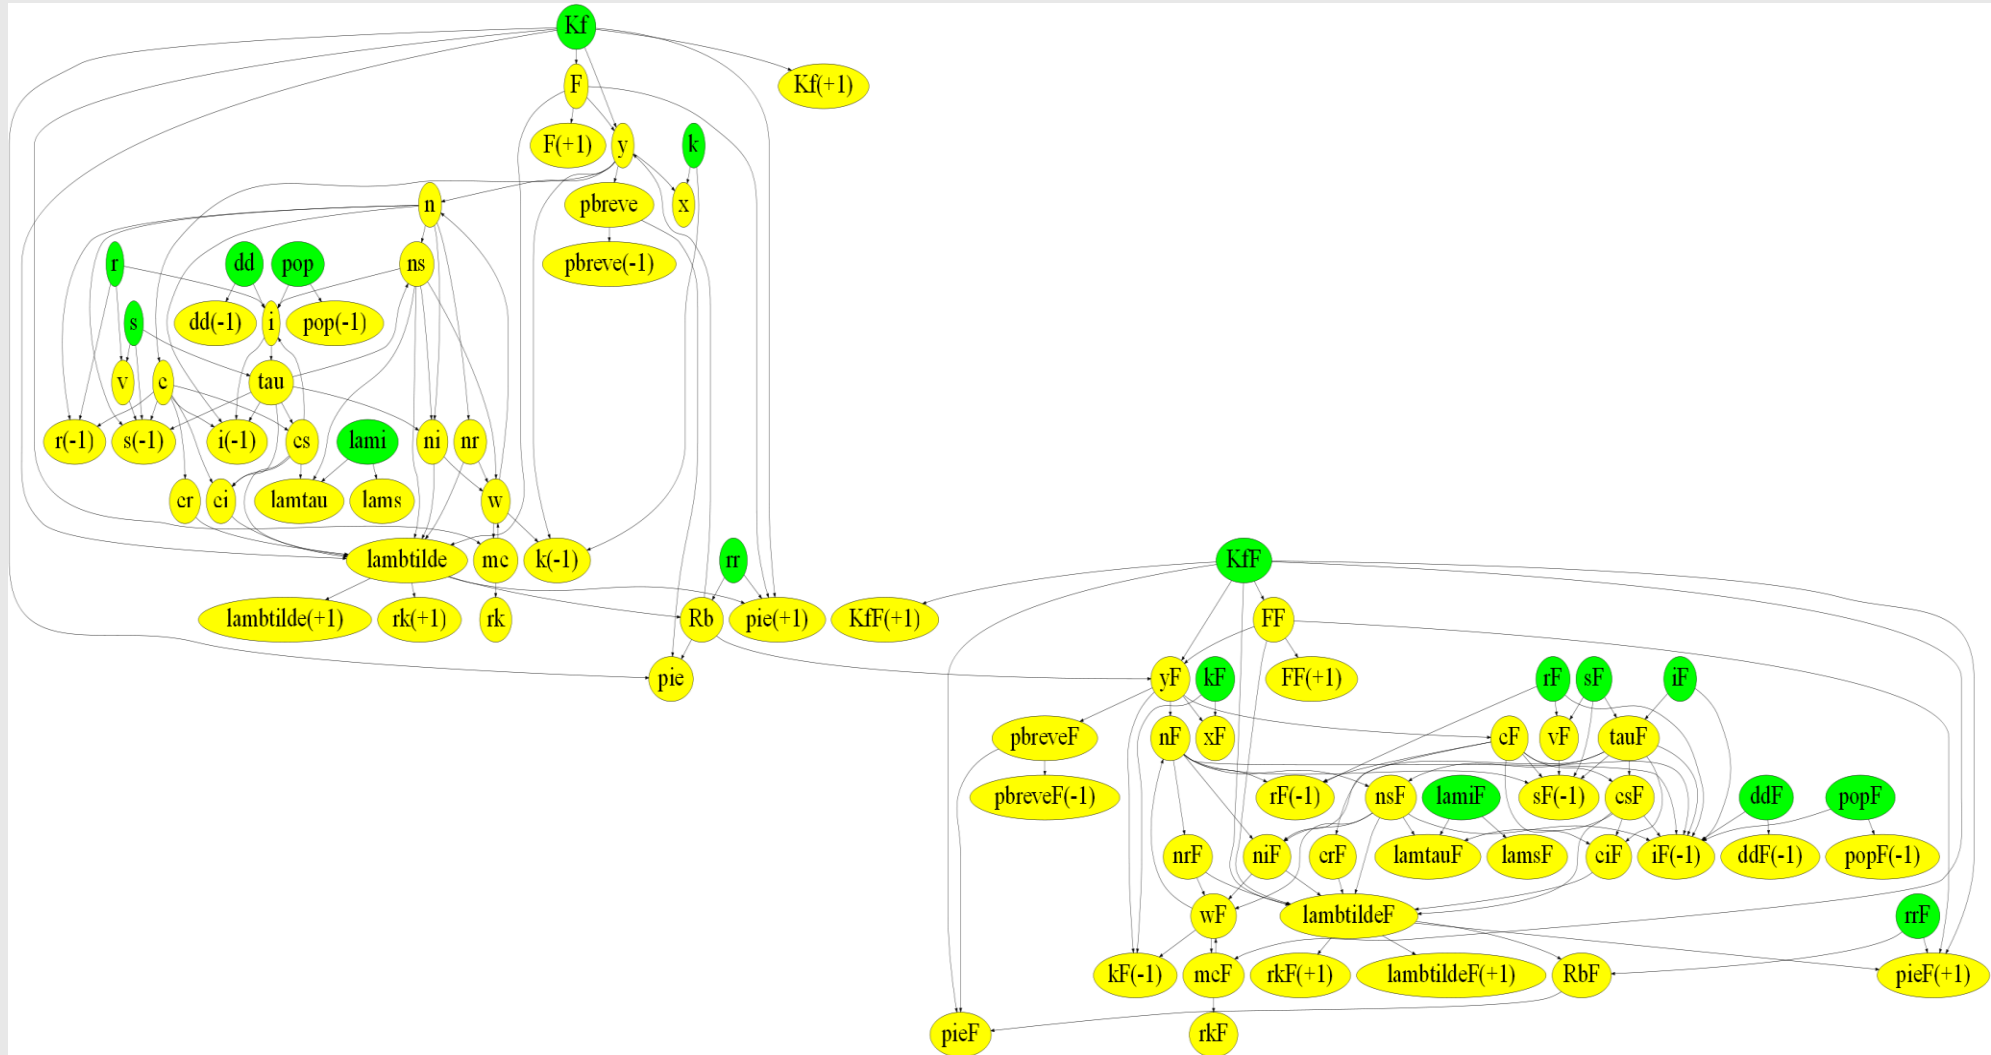 Kf
F
Kf(+1)
F(+1)
y
k
n
pbreve
x
r
dd
pop
ns
pbreve(-1)
s
dd(-1)
i
pop(-1)
v
c
tau
r(-1)
s(-1)
i(-1)
cs
lami
ni
nr
cr
ci
lamtau
lams
w
lambtilde
mc
k(-1)
rr
KfF
lambtilde(+1)
rk(+1)
rk
Rb
pie(+1)
KfF(+1)
FF
pie
yF
kF
FF(+1)
rF
sF
iF
pbreveF
nF
xF
cF
vF
tauF
pbreveF(-1)
rF(-1)
nsF
lamiF
sF(-1)
csF
ddF
popF
nrF
niF
crF
lamtauF
lamsF
ciF
iF(-1)
ddF(-1)
popF(-1)
wF
lambtildeF
rrF
kF(-1)
mcF
rkF(+1)
lambtildeF(+1)
RbF
pieF(+1)
pieF
rkF